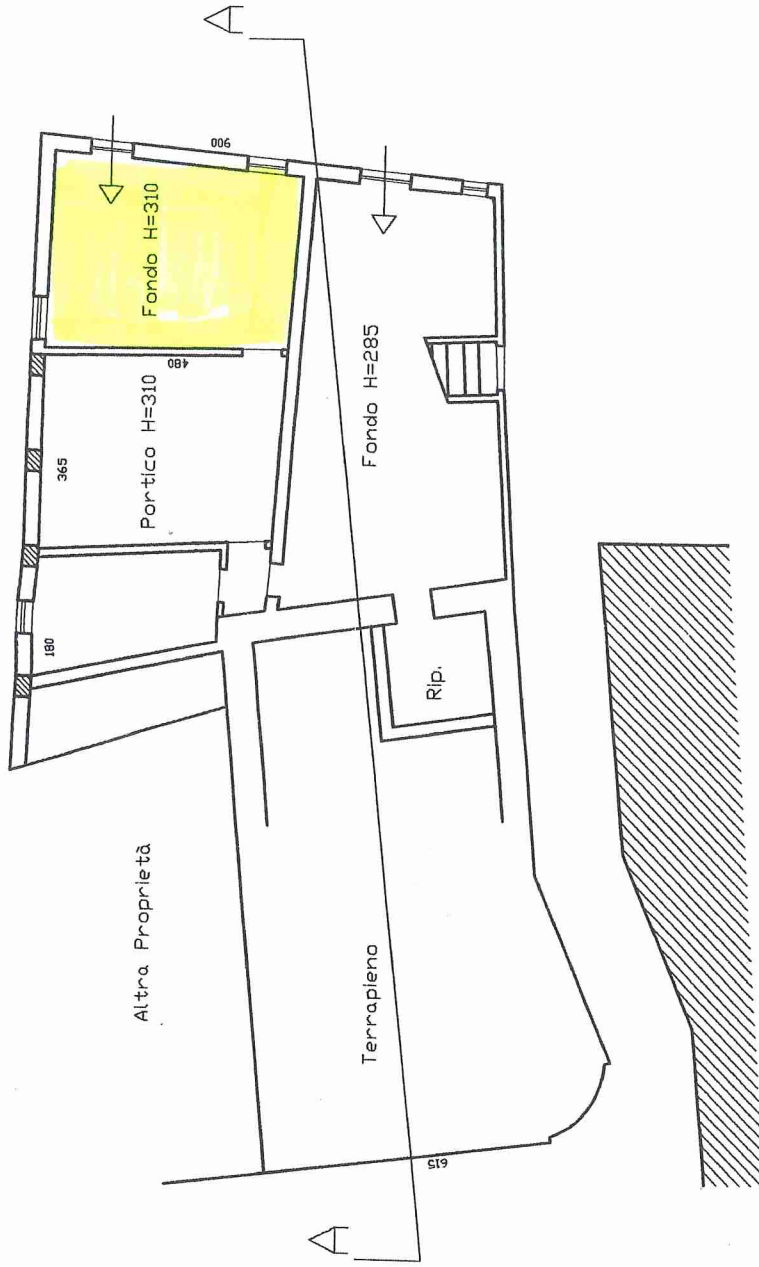 A
900
Fondo H=310
480
Portico H=310
365
180
Fondo H=285
Rip.
Altra Proprietà
Terrapieno
615
A